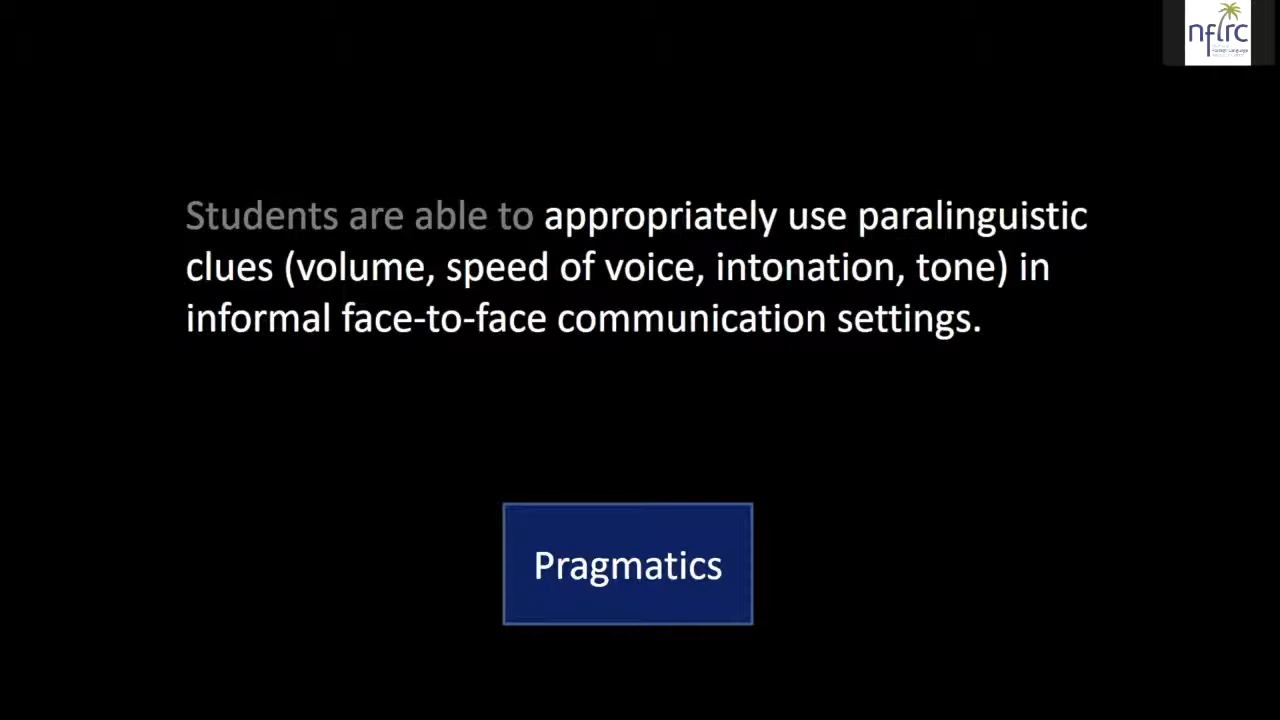 nflrc
Students are able to appropriately use paralinguistic
clues (volume, speed of voice, intonation, tone) in
informal face-to-face communication settings.
Pragmatics